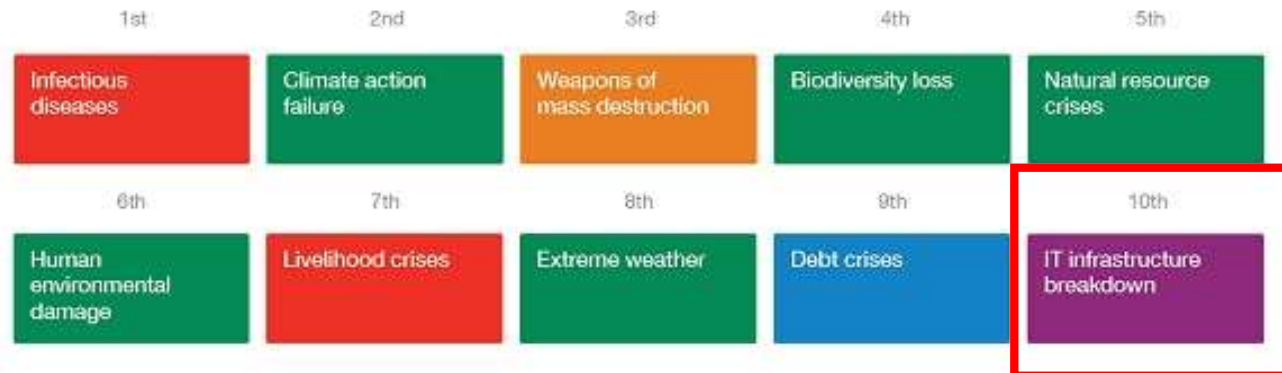 1st
2nd
3rd
4th
5th
Infectious
diseases
Climate action
failure
Weapons of
mass destruction
Biodiversity loss
Natural resource
crises
6th
7th
8th
9th
10th
Human
environmental
damage
Livelihood crises
Extreme weather
Debt crises
IT infrastructure
breakdown